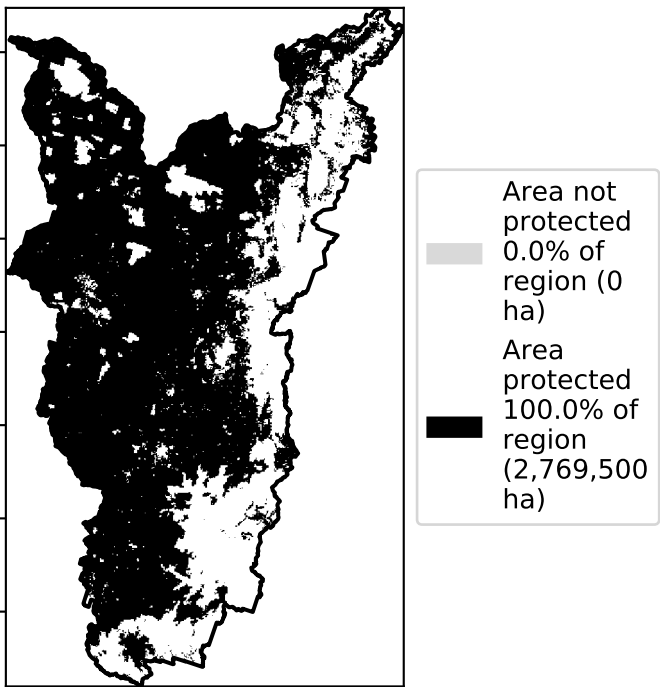 Area not
protected
0.0% of
region (0
ha)
Area
protected
100.0% of
region
(2,769,500
ha)